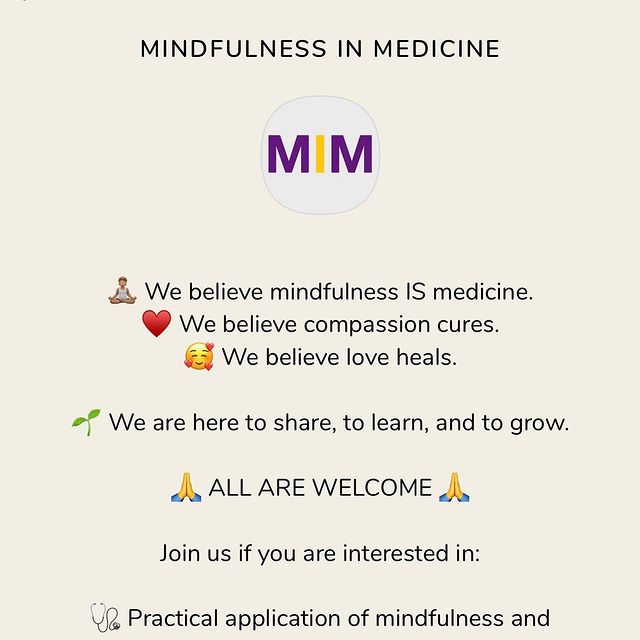 MINDFULNESS IN MEDICINE
MIM
🧘🏽 We believe mindfulness IS medicine.
❤️ We believe compassion cures.
🥰 We believe love heals.
🌱 We are here to share, to learn, and to grow.
🙏 ALL ARE WELCOME 🙏
Join us if you are interested in:
🩺 Practical application of mindfulness and